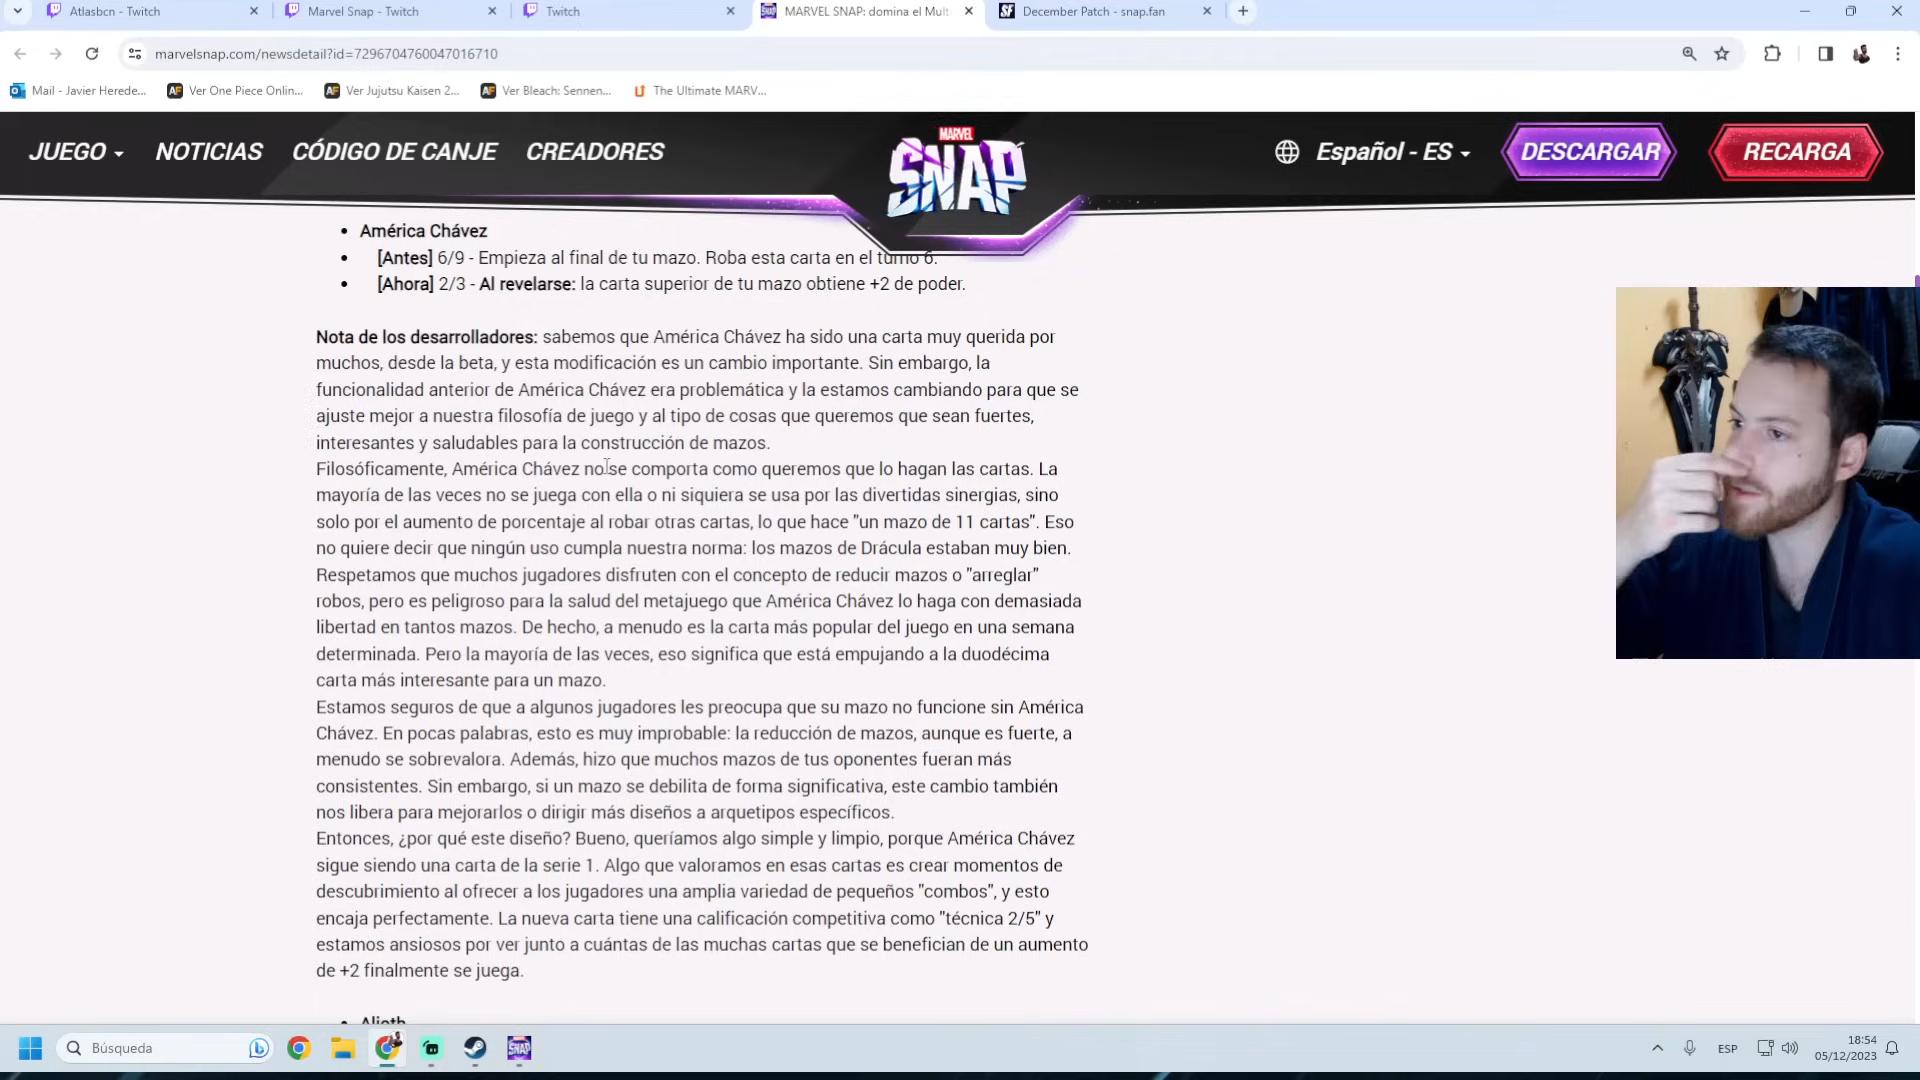 Atlasbcn - Twitch
Marvel Snap - Twitch
Twitch
MARVEL SNAP: domina el Mult
SF
December Patch - snap.fan
marvelsnap.com/newsdetail?id=7296704760047016710
Mail - Javier Herede...
AF Ver One Piece Onlin...
AF Ver Jujutsu Kaisen 2...
AF Ver Bleach: Sennen...
The Ultimate MARV...
JUEGO
NOTICIAS
CÓDIGO DE CANJE
CREADORES
MARVEL
SNAP
Español - ES
DESCARGAR
RECARGA
• América Chávez
• [Antes] 6/9 - Empieza al final de tu mazo. Roba esta carta en el turno 6.
• [Ahora] 2/3 - Al revelarse: la carta superior de tu mazo obtiene +2 de poder.
Nota de los desarrolladores: sabemos que América Chávez ha sido una carta muy querida por
muchos, desde la beta, y esta modificación es un cambio importante. Sin embargo, la
funcionalidad anterior de América Chávez era problemática y la estamos cambiando para que se
ajuste mejor a nuestra filosofía de juego y al tipo de cosas que queremos que sean fuertes,
interesantes y saludables para la construcción de mazos.
Filosóficamente, América Chávez no se comporta como queremos que lo hagan las cartas. La
mayoría de las veces no se juega con ella o ni siquiera se usa por las divertidas sinergias, sino
solo por el aumento de porcentaje al robar otras cartas, lo que hace "un mazo de 11 cartas". Eso
no quiere decir que ningún uso cumpla nuestra norma: los mazos de Drácula estaban muy bien.
Respetamos que muchos jugadores disfruten con el concepto de reducir mazos o "arreglar"
robos, pero es peligroso para la salud del metajuego que América Chávez lo haga con demasiada
libertad en tantos mazos. De hecho, a menudo es la carta más popular del juego en una semana
determinada. Pero la mayoría de las veces, eso significa que está empujando a la duodécima
carta más interesante para un mazo.
Estamos seguros de que a algunos jugadores les preocupa que su mazo no funcione sin América
Chávez. En pocas palabras, esto es muy improbable: la reducción de mazos, aunque es fuerte, a
menudo se sobrevalora. Además, hizo que muchos mazos de tus oponentes fueran más
consistentes. Sin embargo, si un mazo se debilita de forma significativa, este cambio también
nos libera para mejorarlos o dirigir más diseños a arquetipos específicos.
Entonces, ¿por qué este diseño? Bueno, queríamos algo simple y limpio, porque América Chávez
sigue siendo una carta de la serie 1. Algo que valoramos en esas cartas es crear momentos de
descubrimiento al ofrecer a los jugadores una amplia variedad de pequeños "combos", y esto
encaja perfectamente. La nueva carta tiene una calificación competitiva como "técnica 2/5" y
estamos ansiosos por ver junto a cuántas de las muchas cartas que se benefician de un aumento
de +2 finalmente se juega.
• Alioth
Búsqueda
SNAP
ESP
18:54
05/12/2023